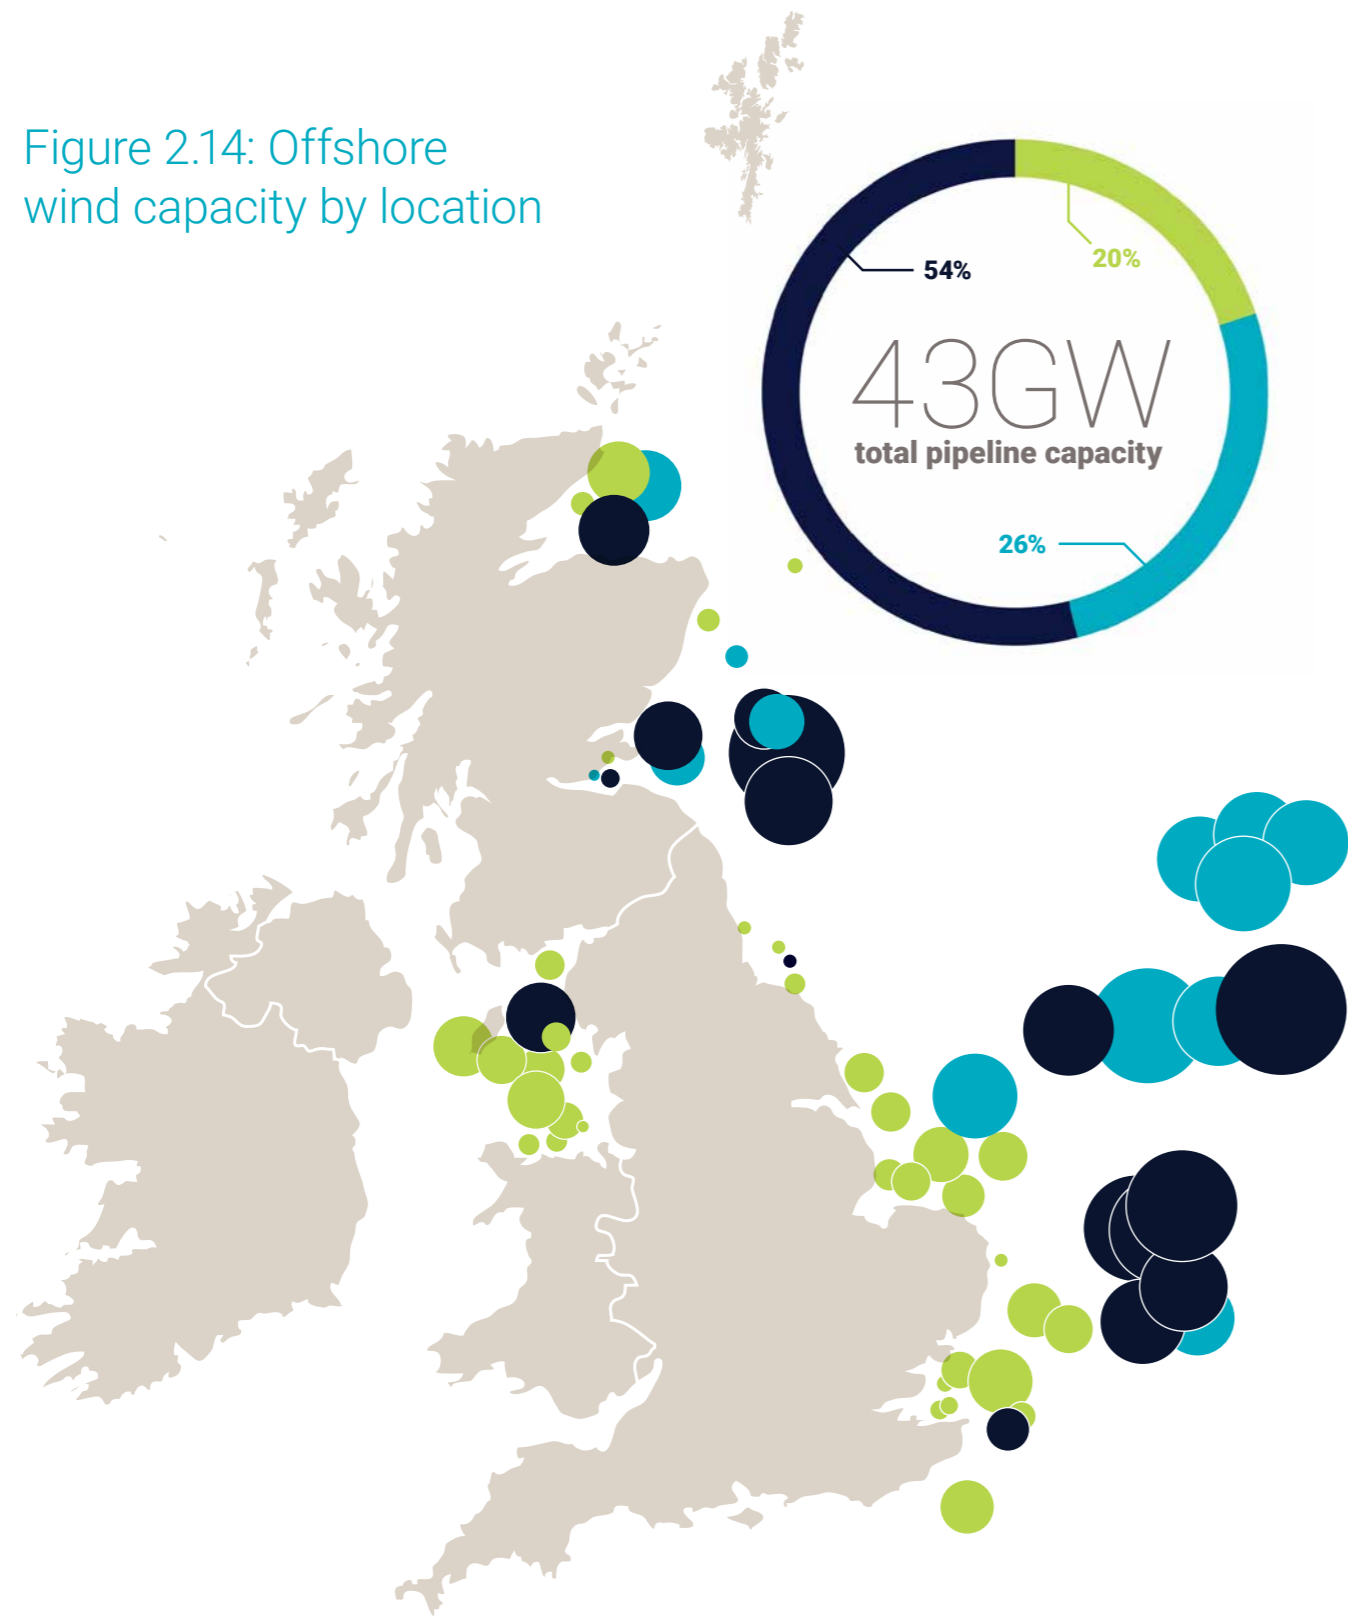 Figure 2.14: Offshore
wind capacity by location
54%
20%
43GW
total pipeline capacity
26%